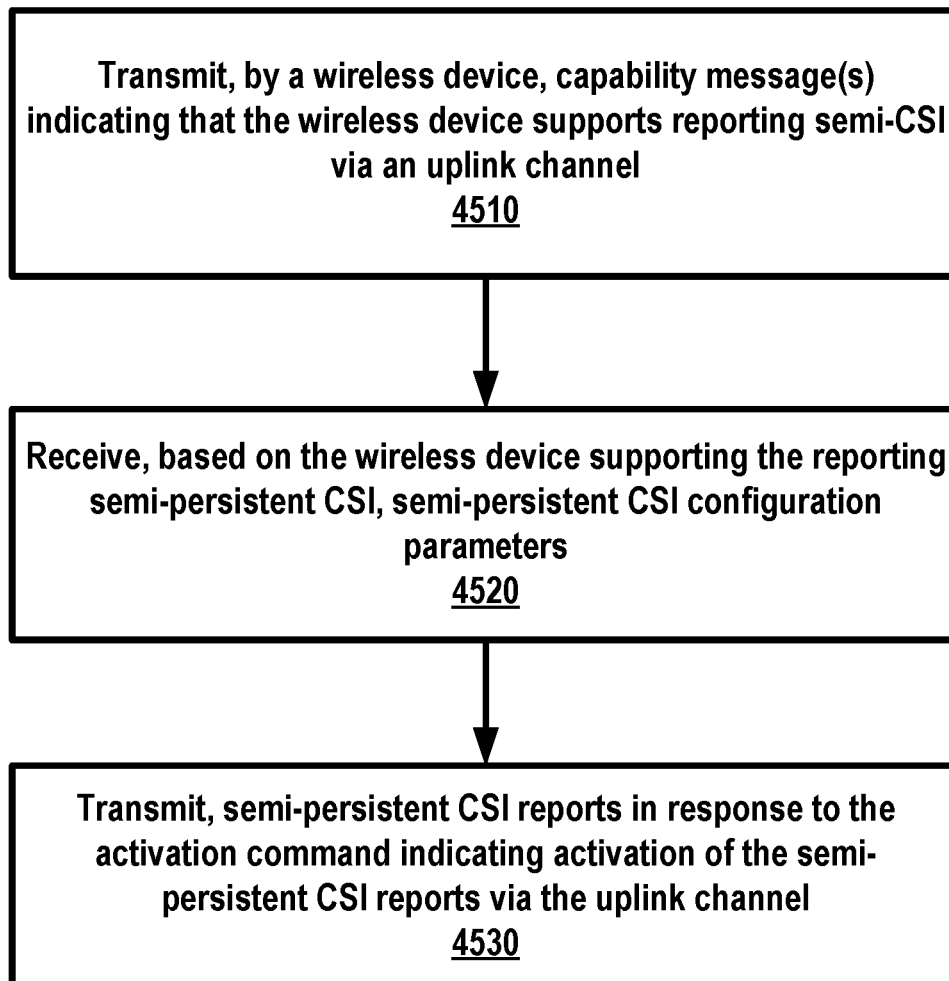 Transmit, by a wireless device, capability message(s)
indicating that the wireless device supports reporting semi-CSI
via an uplink channel
4510
Receive, based on the wireless device supporting the reporting
semi-persistent CSI, semi-persistent CSI configuration
parameters
4520
Transmit, semi-persistent CSI reports in response to the
activation command indicating activation of the semi-
persistent CSI reports via the uplink channel
4530